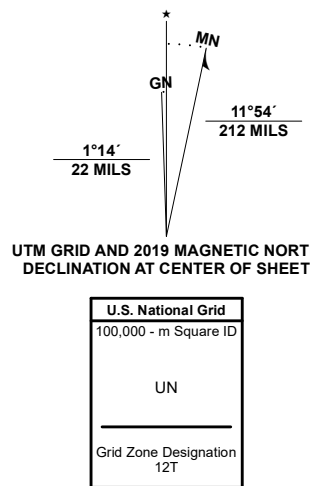 ★
MN
GN
11°54´
212 MILS
1°14´
22 MILS
UTM GRID AND 2019 MAGNETIC NORT
DECLINATION AT CENTER OF SHEET
U.S. National Grid
100,000 - m Square ID
UN
Grid Zone Designation
12T